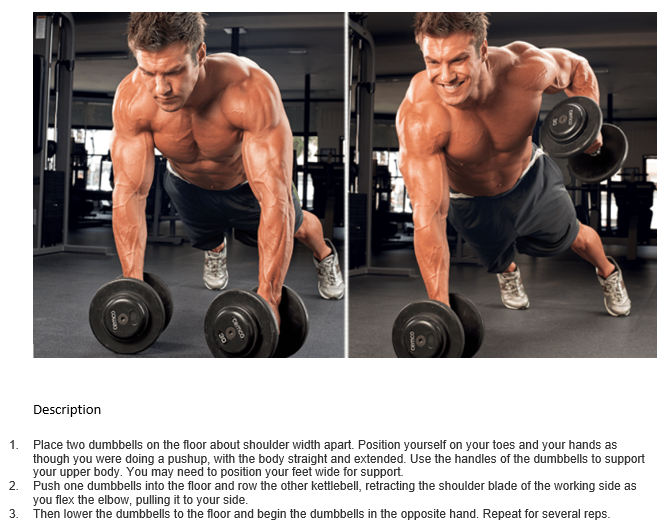 Description
1. Place two dumbbells on the floor about shoulder width apart. Position yourself on your toes and your hands as
though you were doing a pushup, with the body straight and extended. Use the handles of the dumbbells to support
your upper body. You may need to position your feet wide for support.
2. Push one dumbbells into the floor and row the other kettlebell, retracting the shoulder blade of the working side as
you flex the elbow, pulling it to your side.
3. Then lower the dumbbells to the floor and begin the dumbbells in the opposite hand. Repeat for several reps.